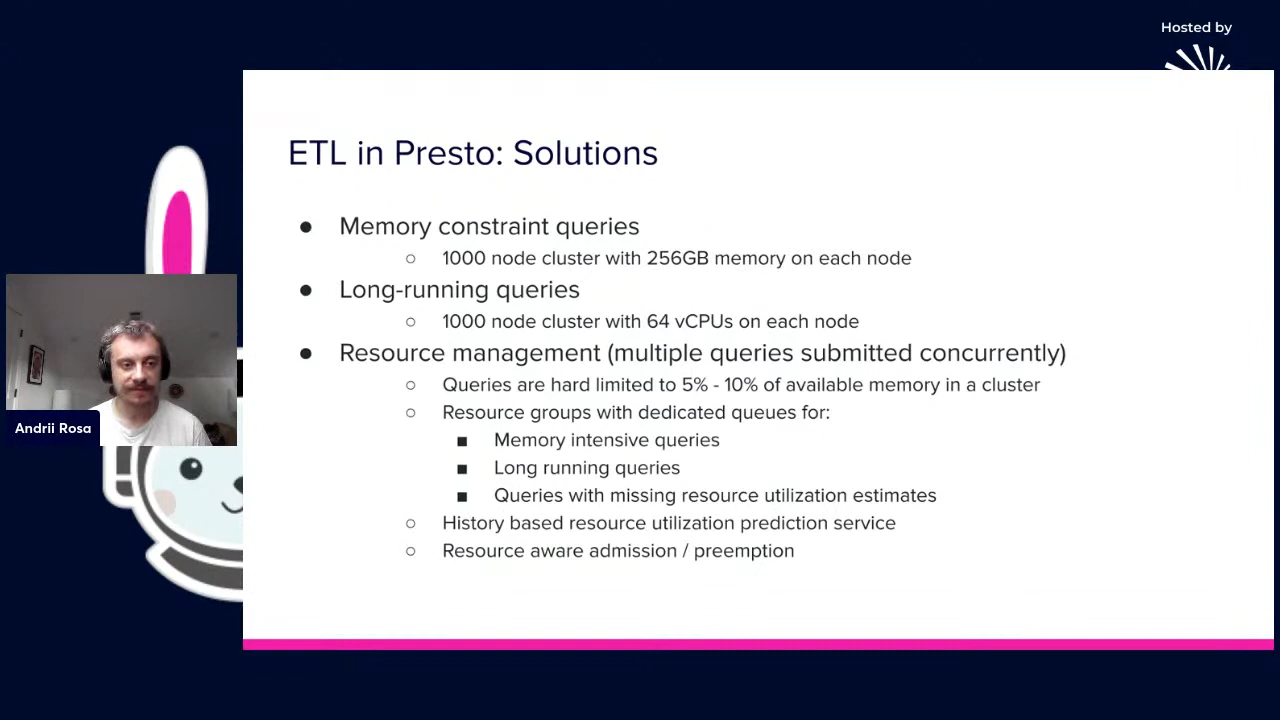 Hosted by
ETL in Presto: Solutions
● Memory constraint queries
○ 1000 node cluster with 256GB memory on each node
● Long-running queries
○ 1000 node cluster with 64 vCPUs on each node
● Resource management (multiple queries submitted concurrently)
○ Queries are hard limited to 5% - 10% of available memory in a cluster
○ Resource groups with dedicated queues for:
■ Memory intensive queries
■ Long running queries
■ Queries with missing resource utilization estimates
○ History based resource utilization prediction service
○ Resource aware admission / preemption
Andrii Rosa